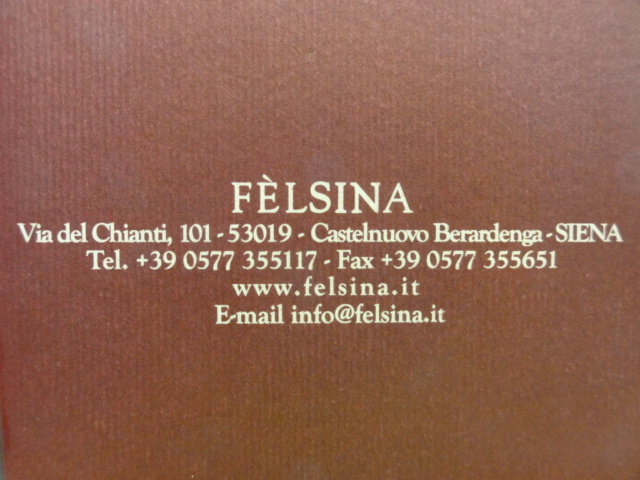 FÈLSINA
Via del Chianti, 101 - 53019 - Castelnuovo Berardenga - SIENA
Tel. +39 0577 355117 - Fax +39 0577 355651
www.felsina.it
E-mail info@felsina.it